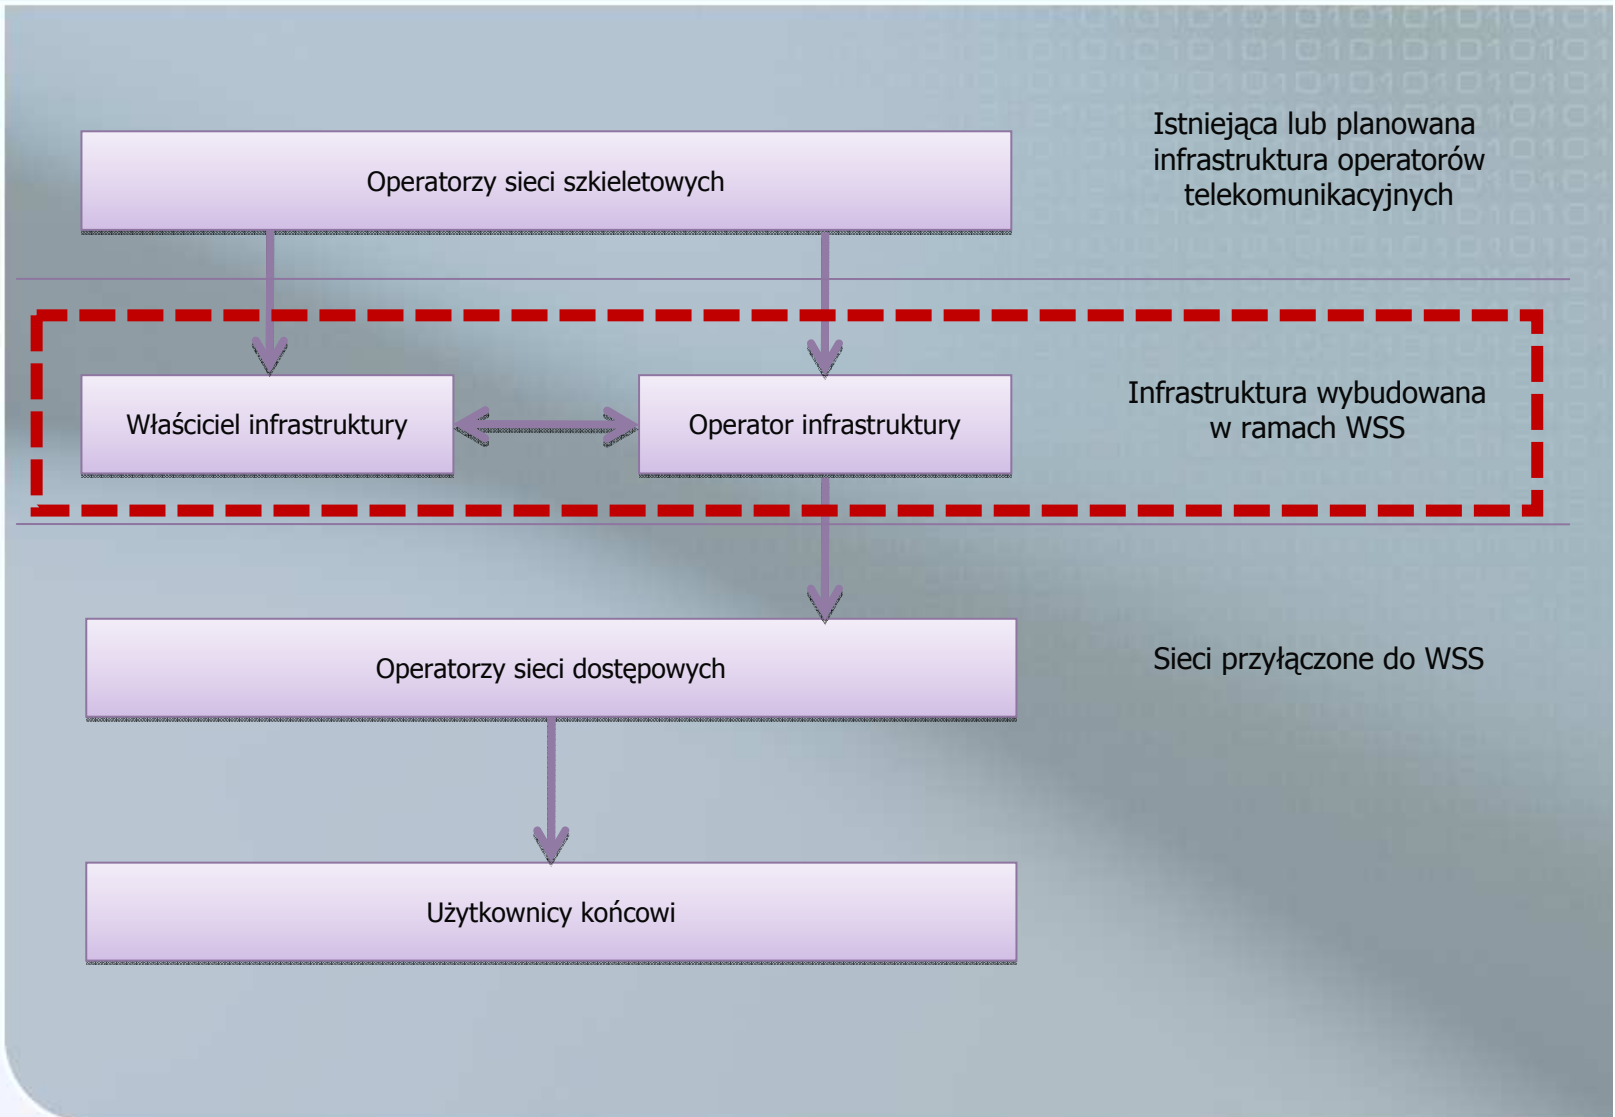 Operatorzy sieci szkieletowych
Istniejąca lub planowana
infrastruktura operatorów
telekomunikacyjnych
Właściciel infrastruktury
Operator infrastruktury
Infrastruktura wybudowana
w ramach WSS
Operatorzy sieci dostępowych
Sieci przyłączone do WSS
Użytkownicy końcowi